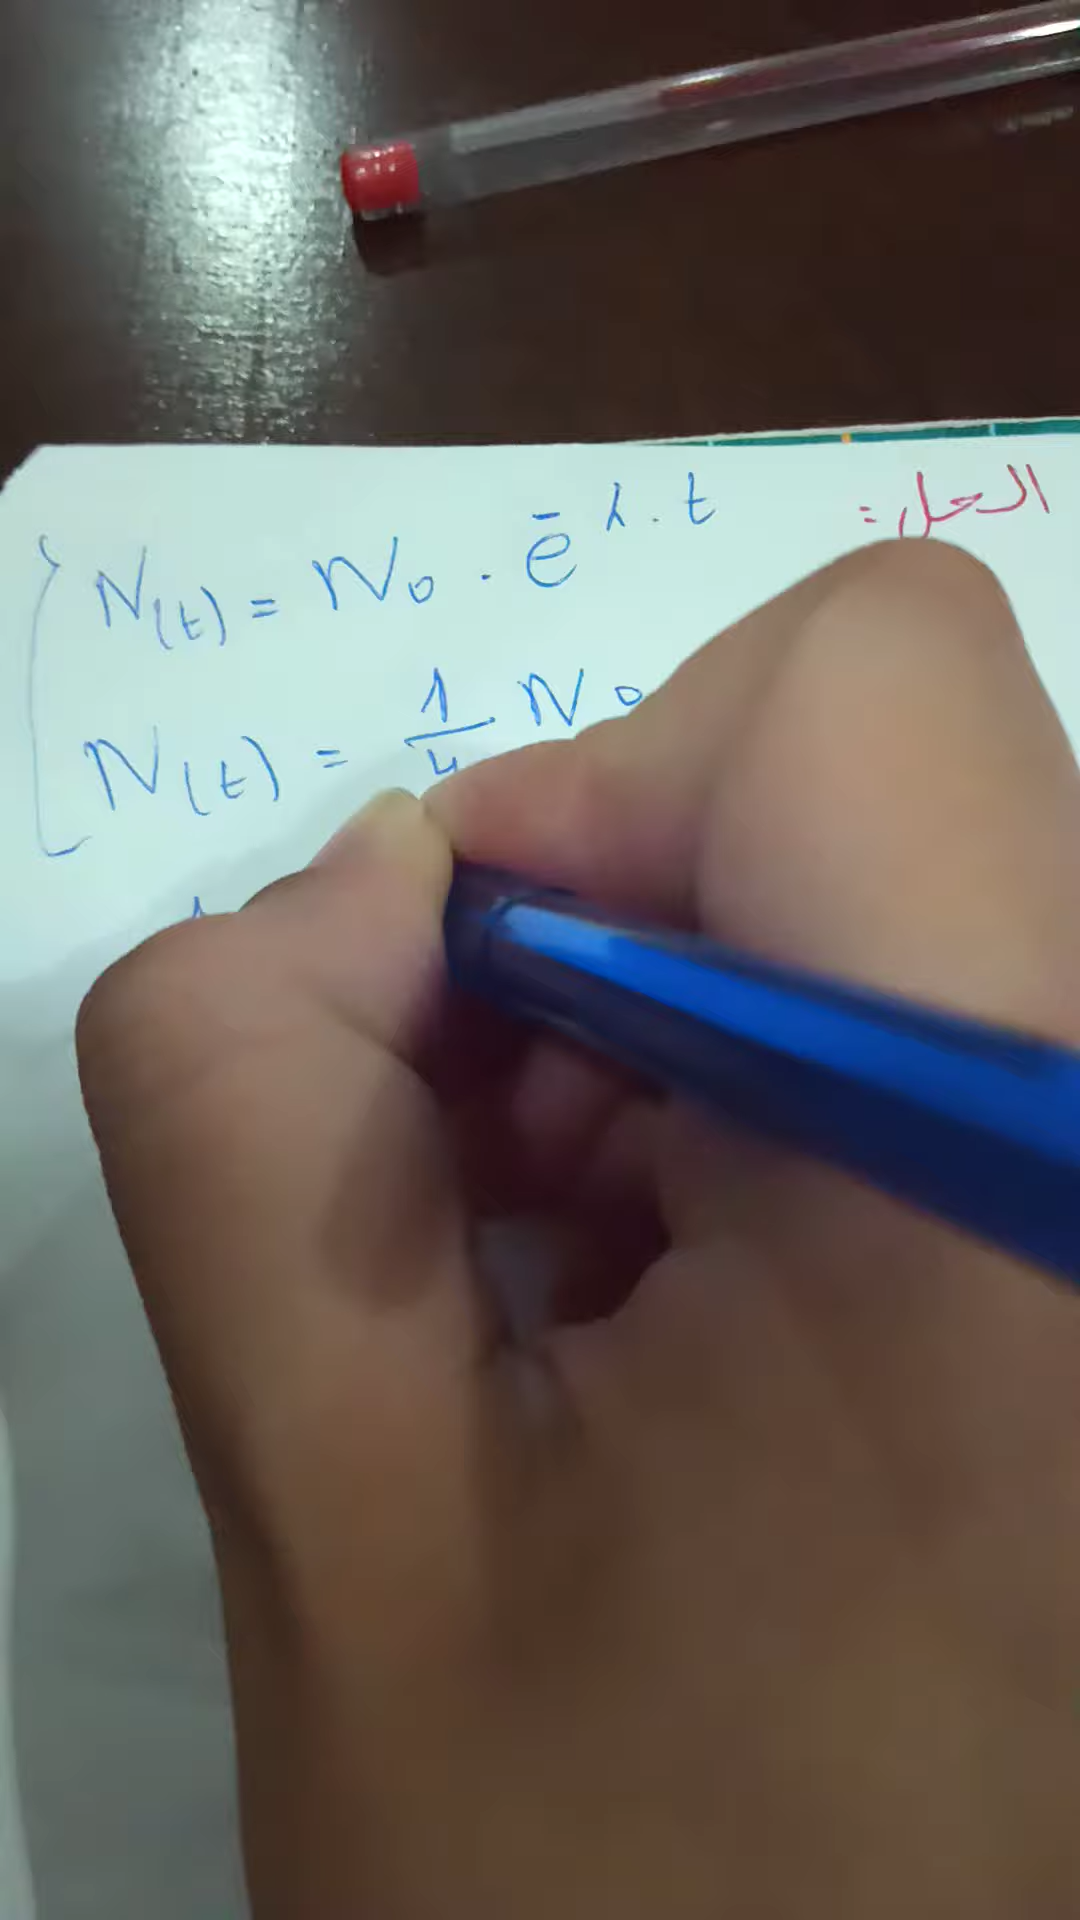 الحل:
N(t) = N₀ . e^-λ.t
N(t) = 1/4 N₀